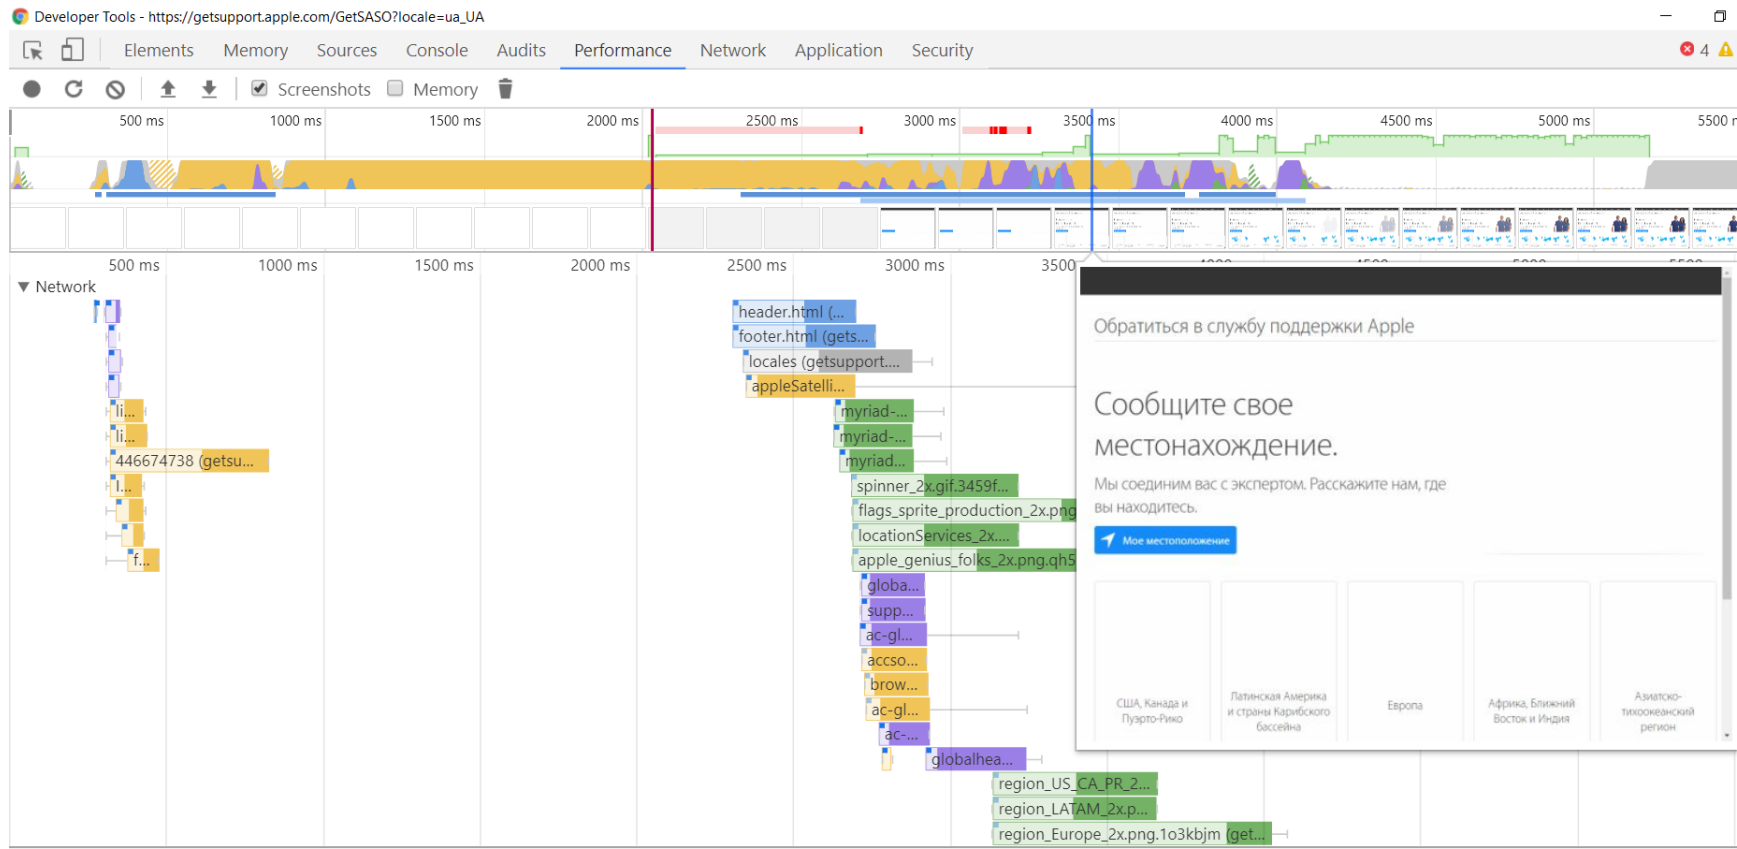 Developer Tools - https://getsupport.apple.com/GetSASO?locale=ua_UA
Elements Memory Sources Console Audits Performance Network Application Security 4
Screenshots Memory
500 ms 1000 ms 1500 ms 2000 ms 2500 ms 3000 ms 3500 ms 4000 ms 4500 ms 5000 ms 5500 r
500 ms 1000 ms 1500 ms 2000 ms 2500 ms 3000 ms 3500
Network
header.html (...
footer.html (gets...
locales (getsupport....
appleSatelli...
li... myriad-...
li... myriad-...
446674738 (getsu... myriad...
l... spinner_2x.gif.3459f...
flags_sprite_production_2x.png
locationServices_2x....
f... apple_genius_folks_2x.png.qh5
globa...
supp...
ac-gl...
accso...
brow...
ac-gl...
ac-...
globalhea...
region_US_CA_PR_2...
region_LATAM_2x.p...
region_Europe_2x.png.1o3kbjm (get...
Обратиться в службу поддержки Apple
Сообщите свое
местонахождение.
Мы соединим вас с экспертом. Расскажите нам, где
вы находитесь.
Мое местоположение
США, Канада и
Пуэрто-Рико
Латинская Америка
и страны Карибского
бассейна
Европа
Африка, Ближний
Восток и Индия
Азиатско-
тихоокеанский
регион